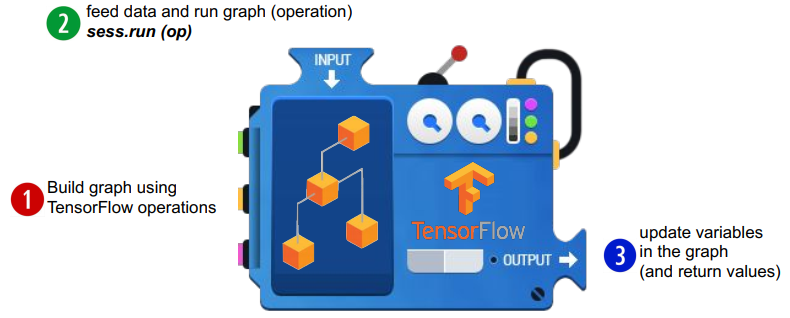 2 feed data and run graph (operation)
sess.run (op)
INPUT
1 Build graph using
TensorFlow operations
TensorFlow
OUTPUT
3 update variables
in the graph
(and return values)